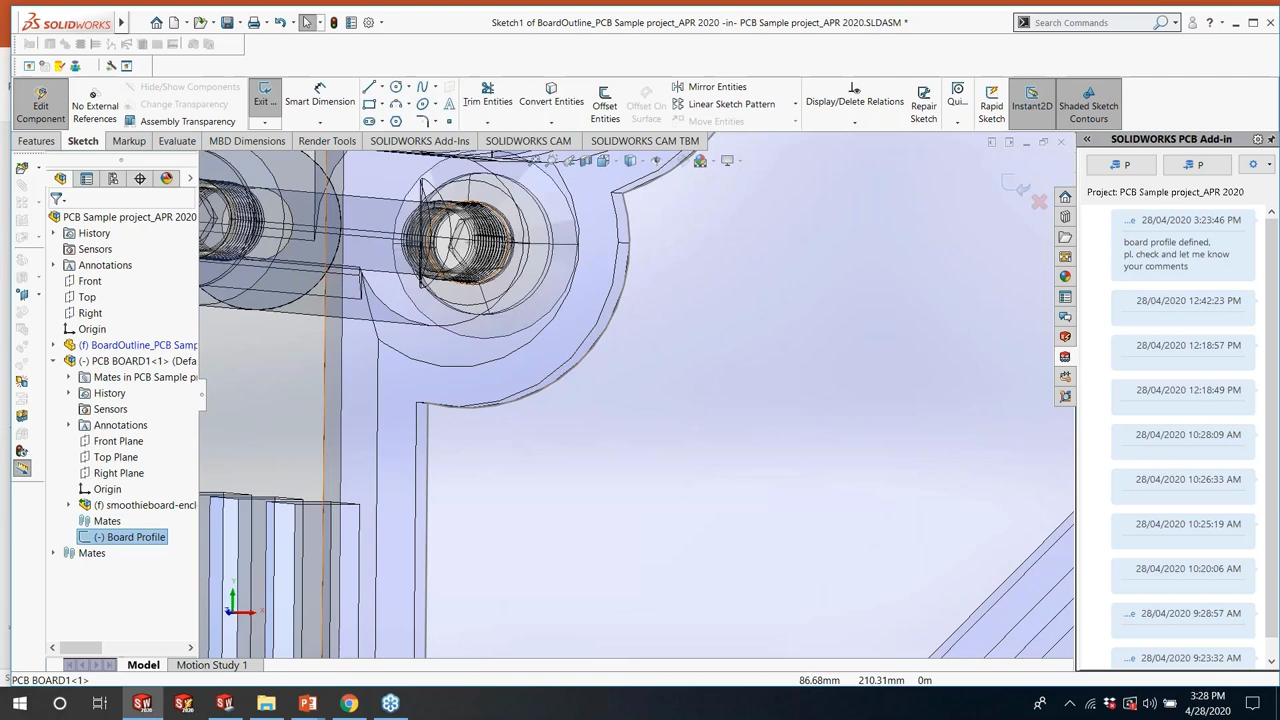 SOLIDWORKS
Sketch1 of BoardOutline_PCB Sample project_APR 2020 -in- PCB Sample project_APR 2020.SLDASM *
Search Commands
Edit Component
No External References
Hide/Show Components
Change Transparency
Assembly Transparency
Exit ...
Smart Dimension
Trim Entities
Convert Entities
Offset Entities
Offset On Surface
Mirror Entities
Linear Sketch Pattern
Move Entities
Display/Delete Relations
Repair Sketch
Qui...
Rapid Sketch
Instant2D
Shaded Sketch Contours
Features
Sketch
Markup
Evaluate
MBD Dimensions
Render Tools
SOLIDWORKS Add-Ins
SOLIDWORKS CAM
SOLIDWORKS CAM TBM
SOLIDWORKS PCB Add-in
P
P
Project: PCB Sample project_APR 2020
...e 28/04/2020 3:23:46 PM
board profile defined,
pl. check and let me know
your comments
28/04/2020 12:42:23 PM
28/04/2020 12:18:57 PM
28/04/2020 12:18:49 PM
28/04/2020 10:28:09 AM
28/04/2020 10:26:33 AM
28/04/2020 10:25:19 AM
28/04/2020 10:20:06 AM
...e 28/04/2020 9:28:57 AM
...e 28/04/2020 9:23:32 AM
PCB Sample project_APR 2020
History
Sensors
Annotations
Front
Top
Right
Origin
(f) BoardOutline_PCB Samp
(-) PCB BOARD1<1> (Defa
Mates in PCB Sample p
History
Sensors
Annotations
Front Plane
Top Plane
Right Plane
Origin
(f) smoothieboard-encl
Mates
(-) Board Profile
Mates
Y
X
Model
Motion Study 1
PCB BOARD1<1>
86.68mm
210.31mm
0m
3:28 PM
4/28/2020